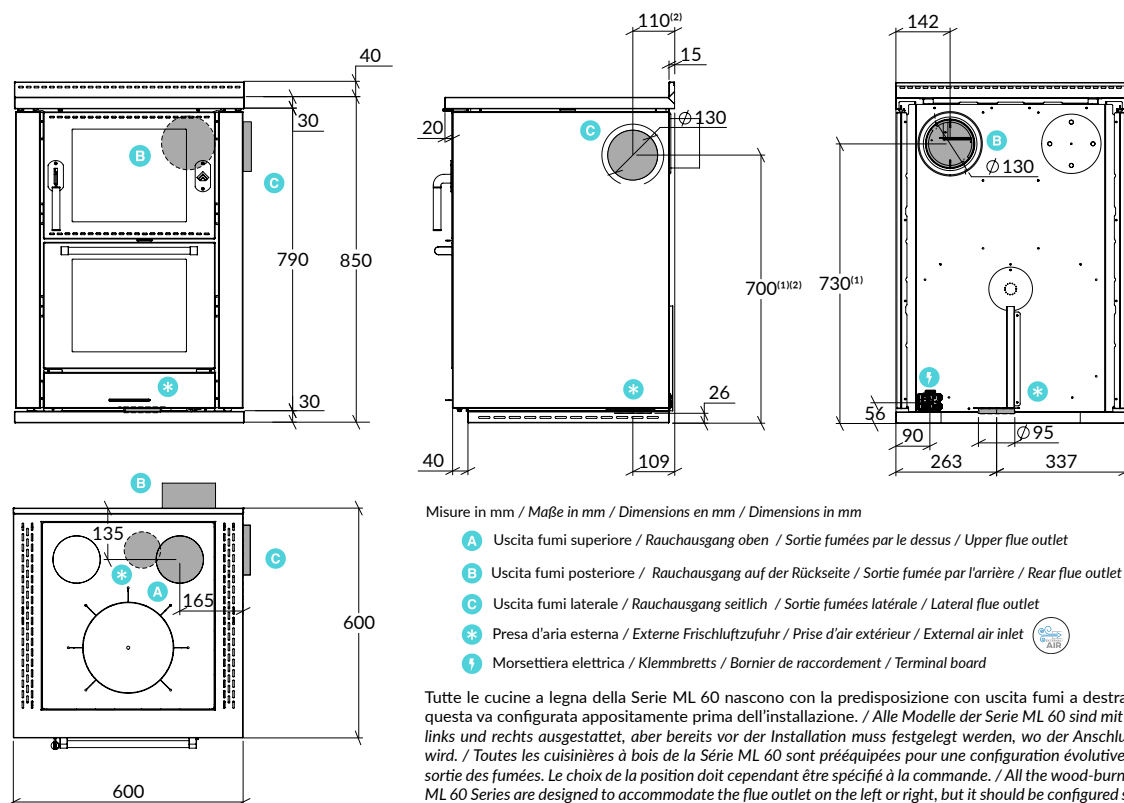 40
30
B
C
790
850
*
30
110(2)
15
20
C
Ø130
700(1)(2)
*
26
40
109
142
B
Ø130
730(1)
*
56
90
Ø95
263
337
B
135
*
A
C
165
600
600
Misure in mm / Maße in mm / Dimensions en mm / Dimensions in mm
A Uscita fumi superiore / Rauchausgang oben / Sortie fumées par le dessus / Upper flue outlet
B Uscita fumi posteriore / Rauchausgang auf der Rückseite / Sortie fumée par l'arrière / Rear flue outlet
C Uscita fumi laterale / Rauchausgang seitlich / Sortie fumées latérale / Lateral flue outlet
* Presa d'aria esterna / Externe Frischluftzufuhr / Prise d'air extérieur / External air inlet
AIR
Morsettiera elettrica / Klemmbretts / Bornier de raccordement / Terminal board
Tutte le cucine a legna della Serie ML 60 nascono con la predisposizione con uscita fumi a destra
questa va configurata appositamente prima dell'installazione. / Alle Modelle der Serie ML 60 sind mit
links und rechts ausgestattet, aber bereits vor der Installation muss festgelegt werden, wo der Anschlu
wird. / Toutes les cuisinières à bois de la Série ML 60 sont prééquipées pour une configuration évolutive
sortie des fumées. Le choix de la position doit cependant être spécifié à la commande. / All the wood-burn
ML 60 Series are designed to accommodate the flue outlet on the left or right, but it should be configured s